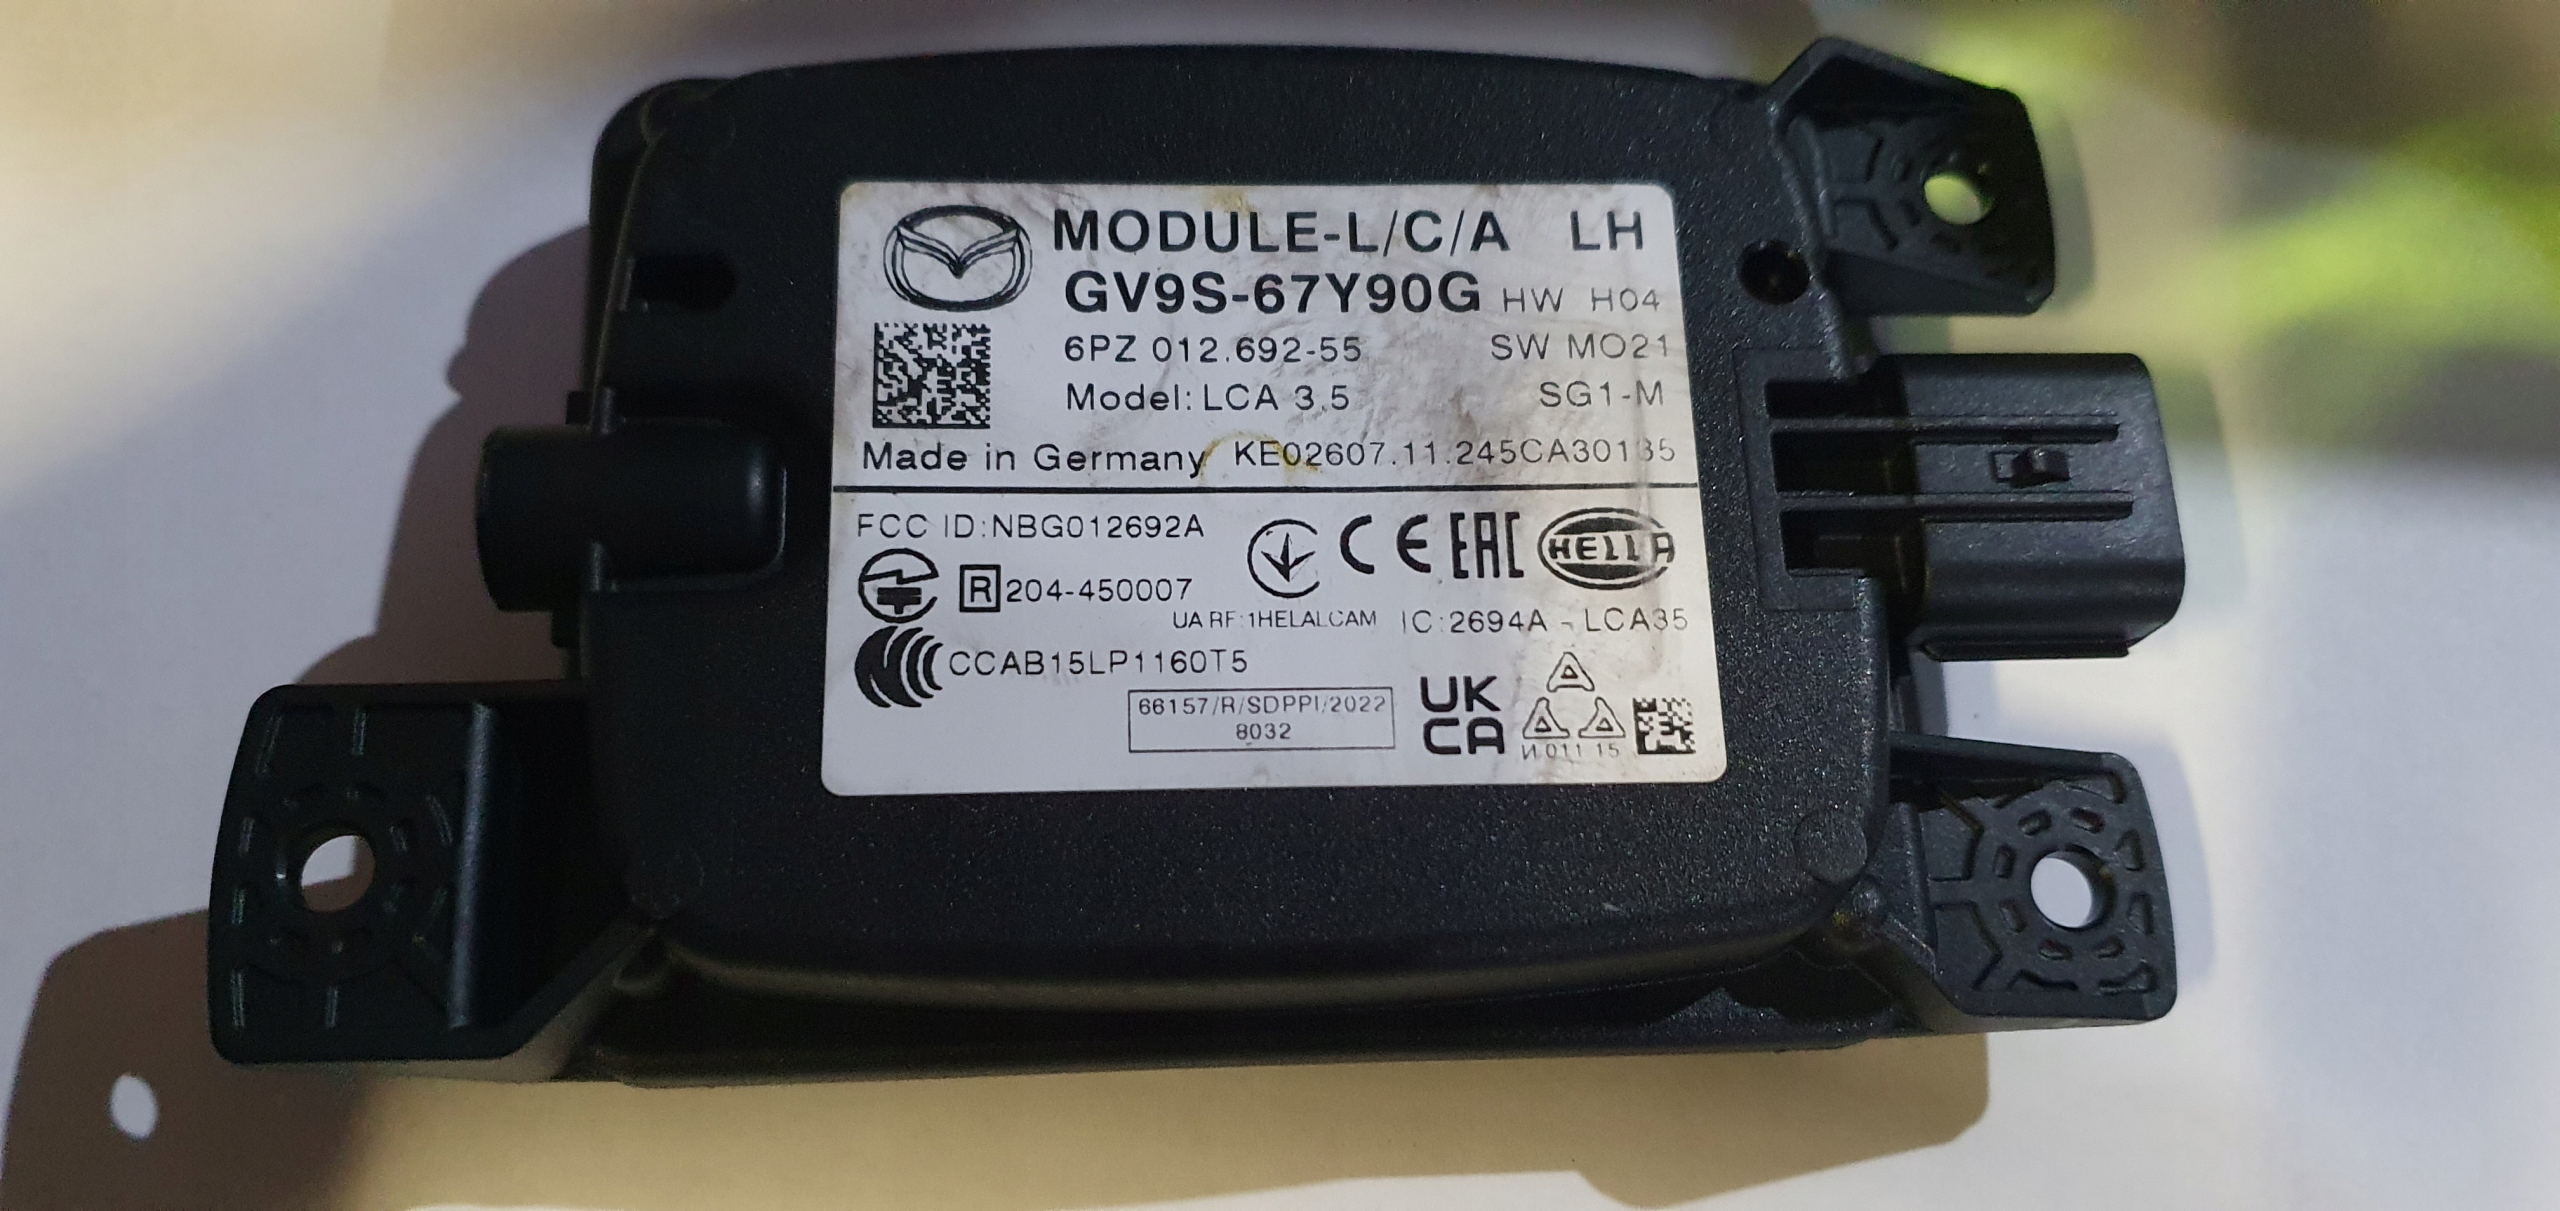 MODULE-L/C/A LH
GV9S-67Y90G HW H04
6PZ 012.692-55 SW M021
Model: LCA 3.5 SG1-M
Made in Germany KE02607.11.245CA30135
FCC ID:NBG012692A
CE EAC HELLA
R 204-450007
UA RF:1HELALCAM IC:2694A - LCA35
CCAB15LP1160T5
66157/R/SDPPI/2022
8032
UK
CA
И 011 15